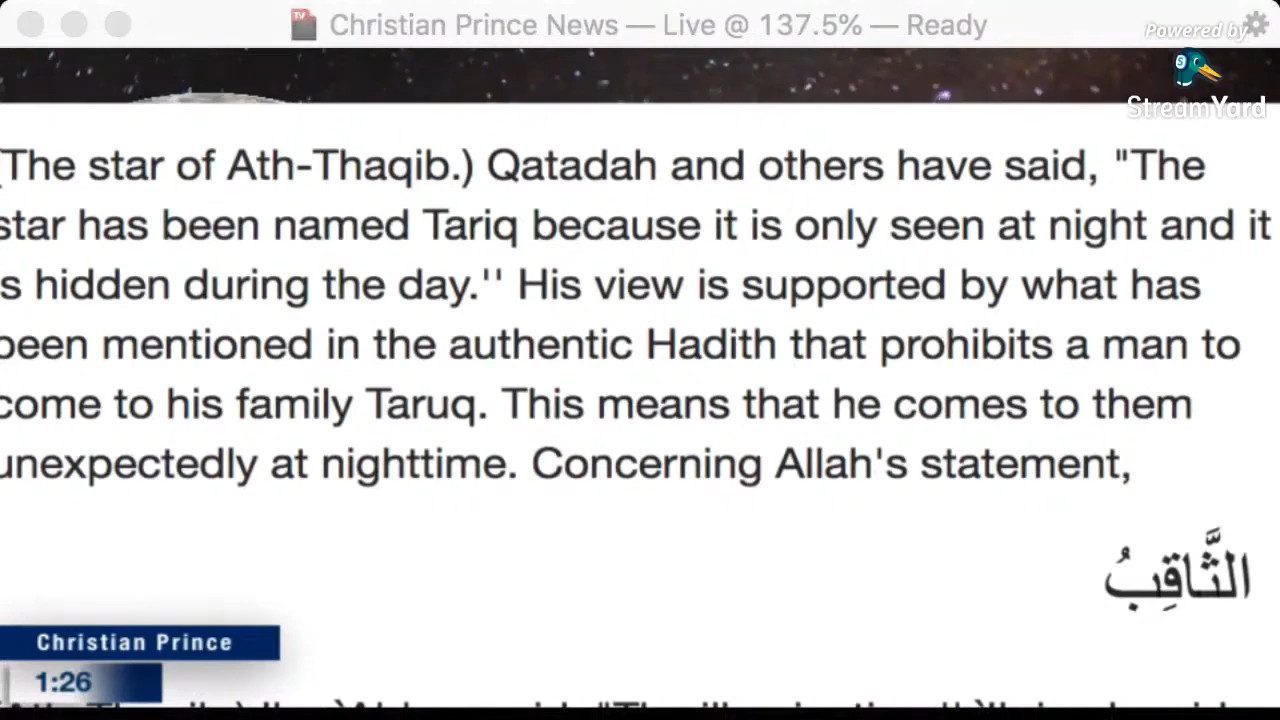 Christian Prince News — Live @ 137.5% — Ready
Powered by
StreamYard
(The star of Ath-Thaqib.) Qatadah and others have said, "The
star has been named Tariq because it is only seen at night and it
is hidden during the day.'' His view is supported by what has
been mentioned in the authentic Hadith that prohibits a man to
come to his family Taruq. This means that he comes to them
unexpectedly at nighttime. Concerning Allah's statement,
الثَّاقِبُ
Christian Prince
1:26